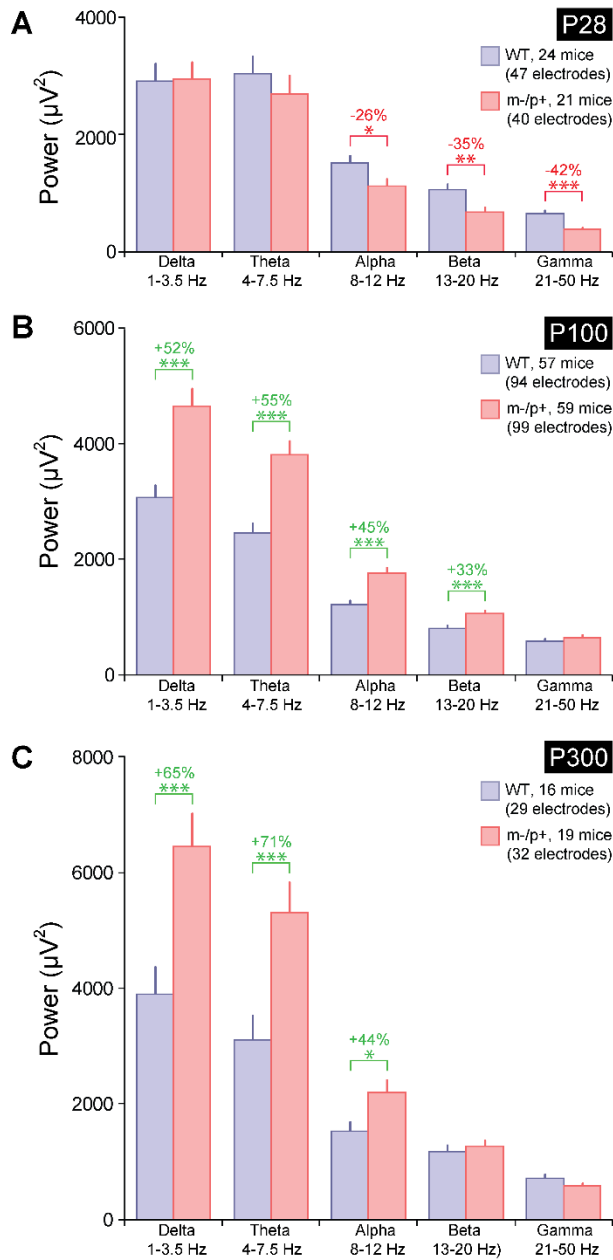 A
P28
WT, 24 mice
(47 electrodes)
m-/p+, 21 mice
(40 electrodes)
Power (µV²)
4000
2000
0
-26%
*
-35%
**
-42%
***
Delta
1-3.5 Hz
Theta
4-7.5 Hz
Alpha
8-12 Hz
Beta
13-20 Hz
Gamma
21-50 Hz
B
P100
WT, 57 mice
(94 electrodes)
m-/p+, 59 mice
(99 electrodes)
Power (µV²)
6000
4000
2000
0
+52%
***
+55%
***
+45%
***
+33%
***
Delta
1-3.5 Hz
Theta
4-7.5 Hz
Alpha
8-12 Hz
Beta
13-20 Hz
Gamma
21-50 Hz
C
P300
WT, 16 mice
(29 electrodes)
m-/p+, 19 mice
(32 electrodes)
Power (µV²)
8000
6000
4000
2000
0
+65%
***
+71%
***
+44%
*
Delta
1-3.5 Hz
Theta
4-7.5 Hz
Alpha
8-12 Hz
Beta
13-20 Hz)
Gamma
21-50 Hz